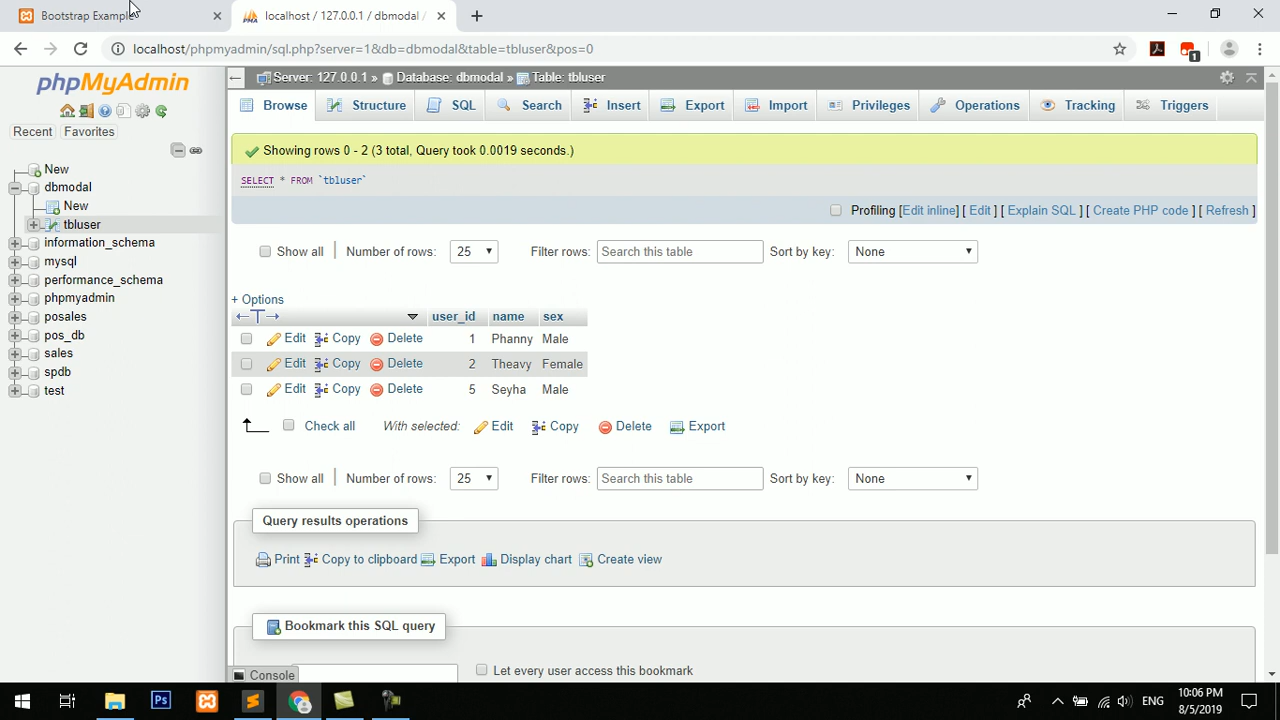 Bootstrap Example
localhost / 127.0.0.1 / dbmodal /
localhost/phpmyadmin/sql.php?server=1&db=dbmodal&table=tbluser&pos=0
1
phpMyAdmin
Recent Favorites
New
dbmodal
New
tbluser
information_schema
mysql
performance_schema
phpmyadmin
posales
pos_db
sales
spdb
test
Server: 127.0.0.1 » Database: dbmodal » Table: tbluser
Browse Structure SQL Search Insert Export Import Privileges Operations Tracking Triggers
Showing rows 0 - 2 (3 total, Query took 0.0019 seconds.)
SELECT * FROM `tbluser`
Profiling [Edit inline] [ Edit ] [ Explain SQL ] [ Create PHP code ] [ Refresh ]
Show all Number of rows: 25 Filter rows: Search this table Sort by key: None
+ Options
←T→ user_id name sex
Edit Copy Delete 1 Phanny Male
Edit Copy Delete 2 Theavy Female
Edit Copy Delete 5 Seyha Male
Check all With selected: Edit Copy Delete Export
Show all Number of rows: 25 Filter rows: Search this table Sort by key: None
Query results operations
Print Copy to clipboard Export Display chart Create view
Bookmark this SQL query
Let every user access this bookmark
Console
Ps
ENG
10:06 PM
8/5/2019